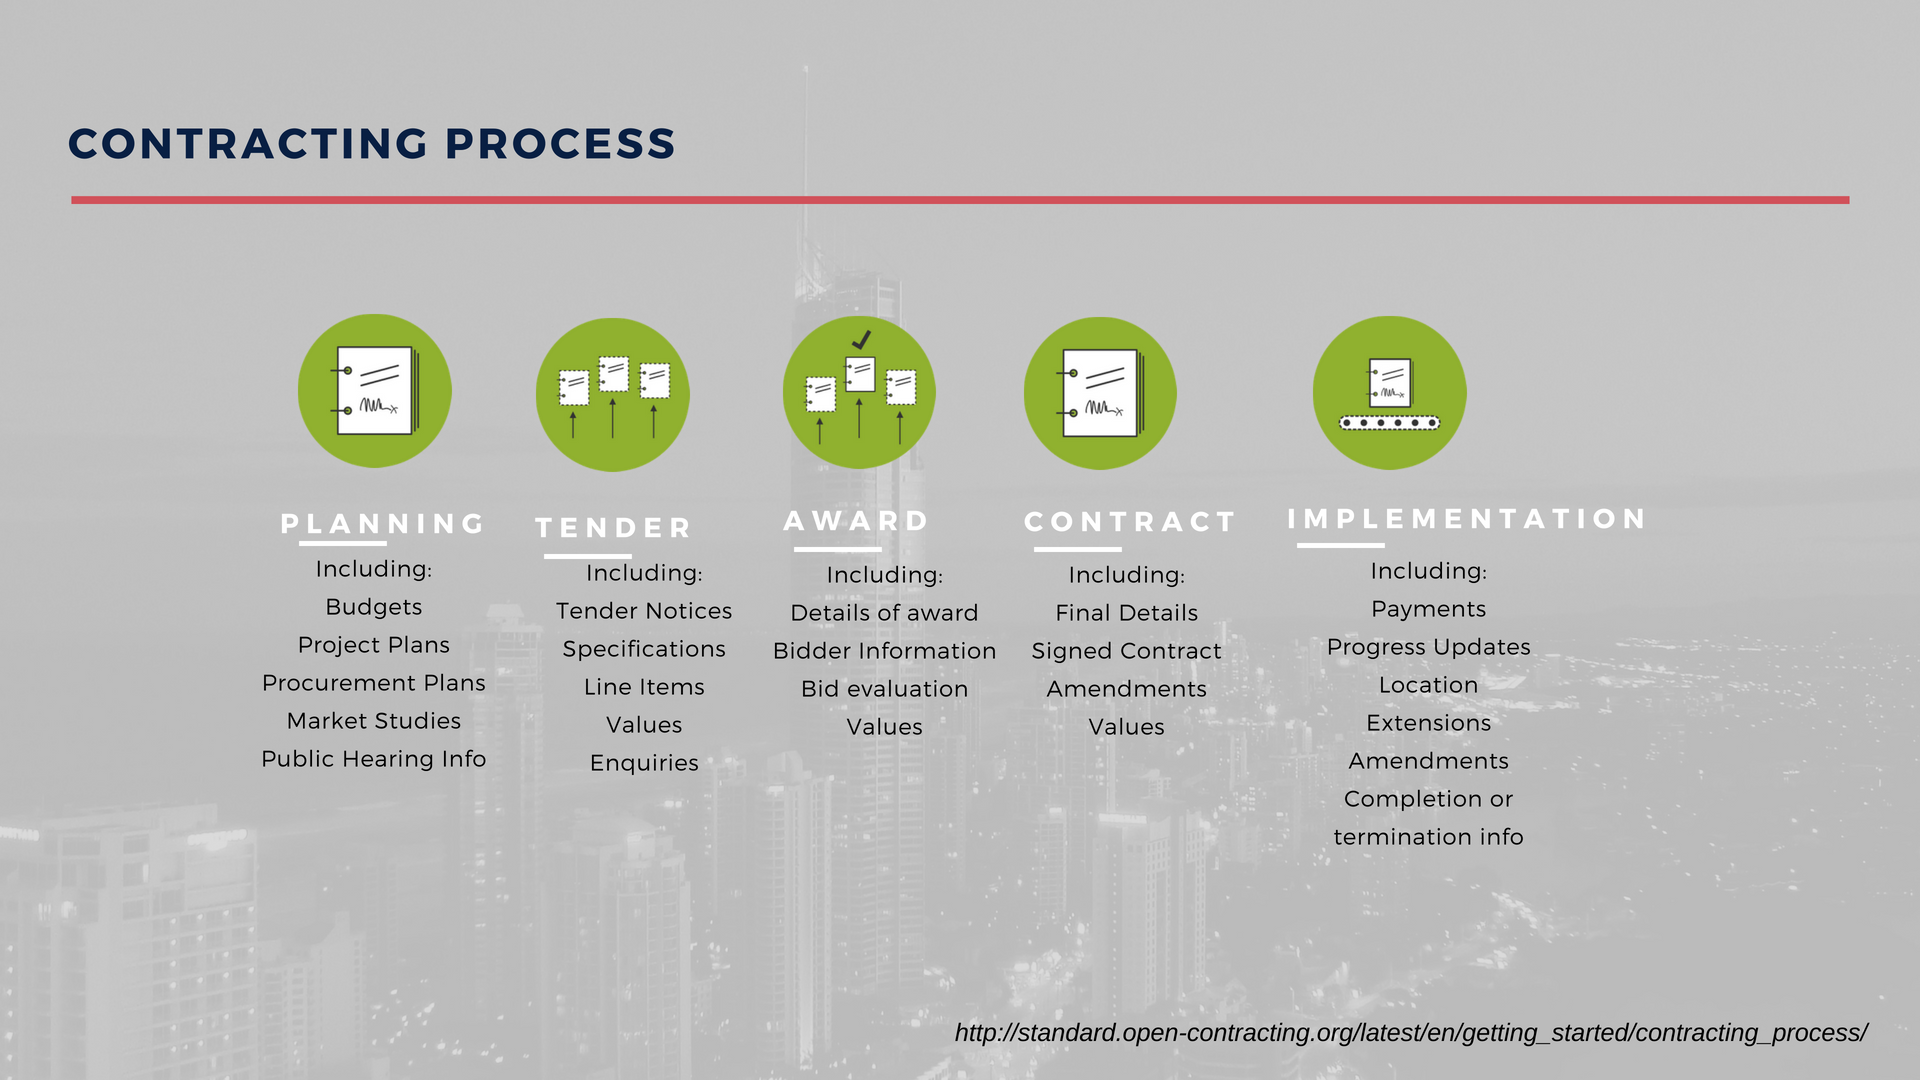 CONTRACTING PROCESS
PLANNING
Including:
Budgets
Project Plans
Procurement Plans
Market Studies
Public Hearing Info
TENDER
Including:
Tender Notices
Specifications
Line Items
Values
Enquiries
AWARD
Including:
Details of award
Bidder Information
Bid evaluation
Values
CONTRACT
Including:
Final Details
Signed Contract
Amendments
Values
IMPLEMENTATION
Including:
Payments
Progress Updates
Location
Extensions
Amendments
Completion or
termination info
http://standard.open-contracting.org/latest/en/getting_started/contracting_process/